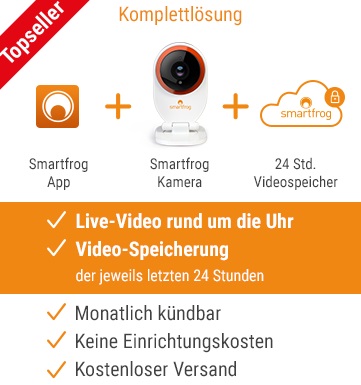 Topseller
Komplettlösung
smartfrog
smartfrog
Smartfrog
App
Smartfrog
Kamera
24 Std.
Videospeicher
Live-Video rund um die Uhr
Video-Speicherung
der jeweils letzten 24 Stunden
Monatlich kündbar
Keine Einrichtungskosten
Kostenloser Versand